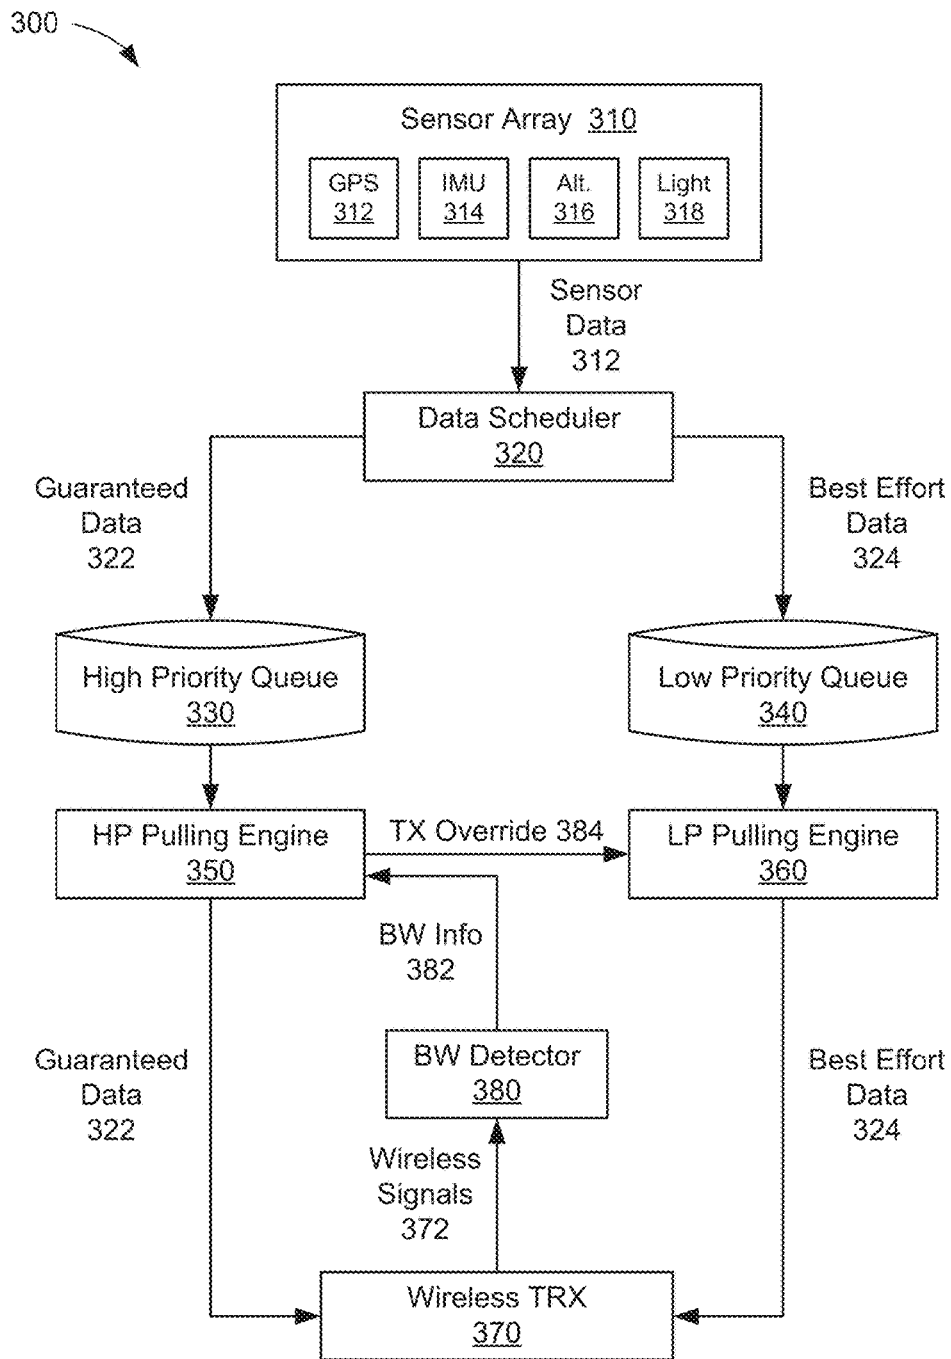 300
Sensor Array 310
GPS
312
IMU
314
Alt.
316
Light
318
Sensor
Data
312
Data Scheduler
320
Guaranteed
Data
322
Best Effort
Data
324
High Priority Queue
330
Low Priority Queue
340
HP Pulling Engine
350
TX Override 384
LP Pulling Engine
360
BW Info
382
Guaranteed
Data
322
BW Detector
380
Best Effort
Data
324
Wireless
Signals
372
Wireless TRX
370